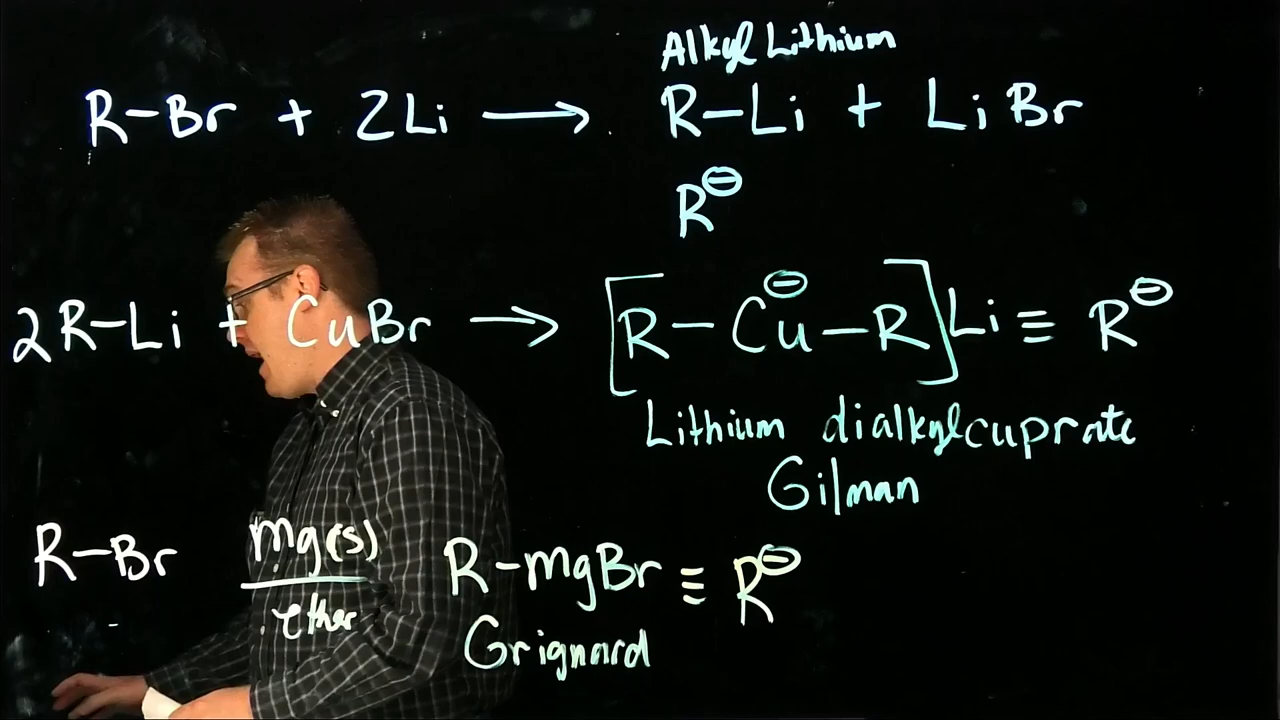 Alkyl Lithium
R-Br + 2Li ⟶ R-Li + LiBr
R⊖
2R-Li + CuBr ⟶ [R-Cu⊖-R]Li ≡ R⊖
Lithium dialkylcuprate
Gilman
R-Br mg(s) R-mgBr ≡ R⊖
ether
Grignard